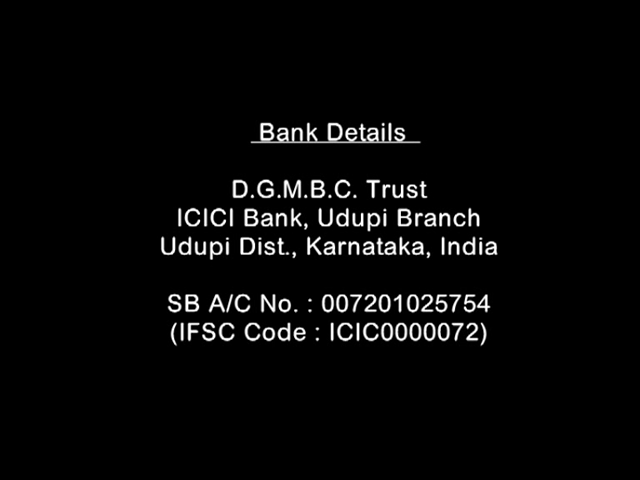 Bank Details
D.G.M.B.C. Trust
ICICI Bank, Udupi Branch
Udupi Dist., Karnataka, India
SB A/C No. : 007201025754
(IFSC Code : ICIC0000072)